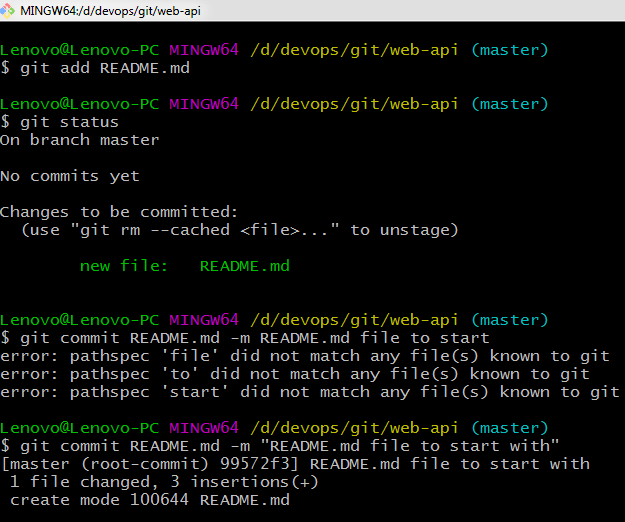 MINGW64:/d/devops/git/web-api
Lenovo@Lenovo-PC MINGW64 /d/devops/git/web-api (master)
$ git add README.md
Lenovo@Lenovo-PC MINGW64 /d/devops/git/web-api (master)
$ git status
On branch master
No commits yet
Changes to be committed:
  (use "git rm --cached <file>..." to unstage)
        new file:   README.md
Lenovo@Lenovo-PC MINGW64 /d/devops/git/web-api (master)
$ git commit README.md -m README.md file to start
error: pathspec 'file' did not match any file(s) known to git
error: pathspec 'to' did not match any file(s) known to git
error: pathspec 'start' did not match any file(s) known to git
Lenovo@Lenovo-PC MINGW64 /d/devops/git/web-api (master)
$ git commit README.md -m "README.md file to start with"
[master (root-commit) 99572f3] README.md file to start with
 1 file changed, 3 insertions(+)
 create mode 100644 README.md